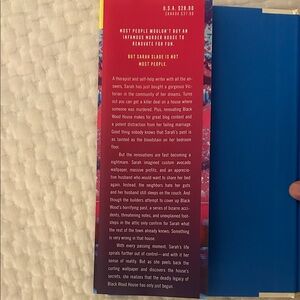 U.S.A. $28.00
CANADA $37.00
MOST PEOPLE WOULDN'T BUY AN
INFAMOUS MURDER HOUSE TO
RENOVATE FOR FUN.
BUT SARAH SLADE IS NOT
MOST PEOPLE.
A therapist and self-help writer with all the an-
swers, Sarah has just bought a gorgeous Vic-
torian in the community of her dreams. Turns
out you can get a killer deal on a house where
someone was murdered. Plus, renovating Black
Wood House makes for great blog content and
a potent distraction from her failing marriage.
Good thing nobody knows that Sarah's past is
as tainted as the bloodstain on her bedroom
floor.
But the renovations are fast becoming a
nightmare. Sarah imagined custom avocado
wallpaper, massive profits, and an appre-
ciative husband who would want to share her bed
again. Instead, the neighbors hate her guts
and her husband still sleeps on the couch. And
though the builders attempt to cover up Black
Wood's horrifying past, a series of bizarre acci-
dents, threatening notes, and unexplained foot-
steps in the attic only confirm for Sarah what
the rest of the town already knows: Something
is very wrong in that house.
With every passing moment, Sarah's life
spirals further out of control—and with it her
sense of reality. But as she peels back the
curling wallpaper and discovers the house's
secrets, she realizes that the deadly legacy of
Black Wood House has only just begun.